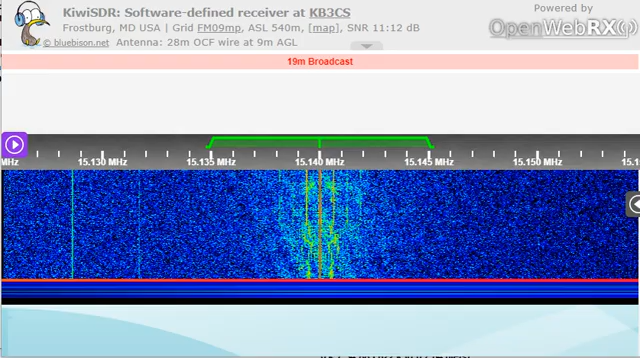 KiwiSDR: Software-defined receiver at KB3CS
Powered by
Frostburg, MD USA | Grid FM09mp, ASL 540m, [map], SNR 11:12 dB
OpenWebRX
© bluebison.net Antenna: 28m OCF wire at 9m AGL
19m Broadcast
MHz 15.130 MHz 15.135 MHz 15.140 MHz 15.145 MHz 15.150 MHz 15.1